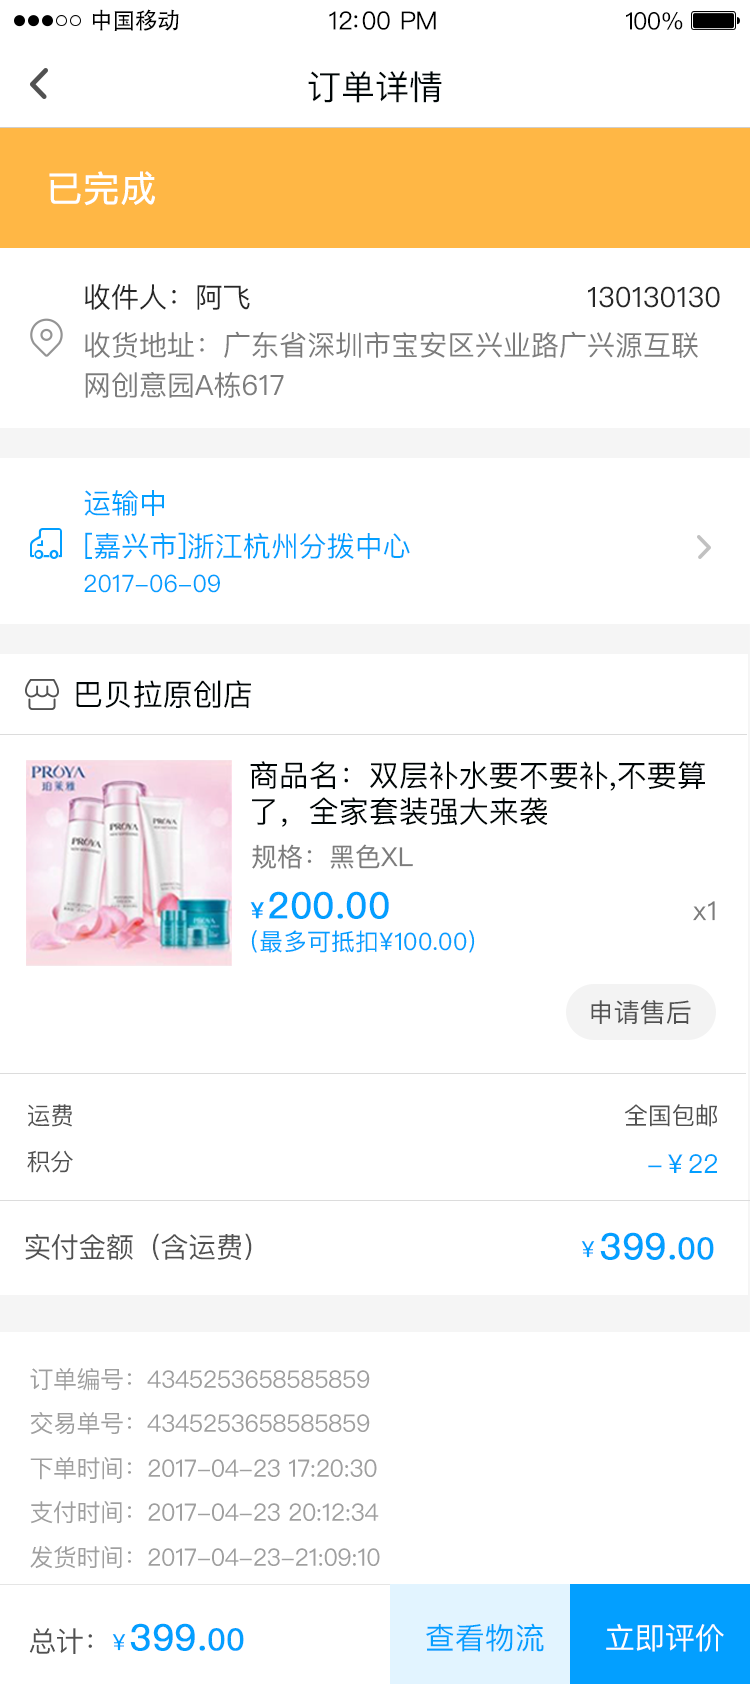 中国移动 12:00 PM 100%
订单详情
已完成
收件人：阿飞 130130130
收货地址：广东省深圳市宝安区兴业路广兴源互联
网创意园A栋617
运输中
[嘉兴市]浙江杭州分拨中心
2017-06-09
巴贝拉原创店
PRÓYA
珀莱雅
PRÓYA
PRÓYA
PRÓYA
商品名：双层补水要不要补,不要算
了，全家套装强大来袭
规格：黑色XL
¥200.00 x1
(最多可抵扣¥100.00)
申请售后
运费 全国包邮
积分 -¥22
实付金额（含运费） ¥399.00
订单编号：4345253658585859
交易单号：4345253658585859
下单时间：2017-04-23 17:20:30
支付时间：2017-04-23 20:12:34
发货时间：2017-04-23-21:09:10
总计：¥399.00 查看物流 立即评价